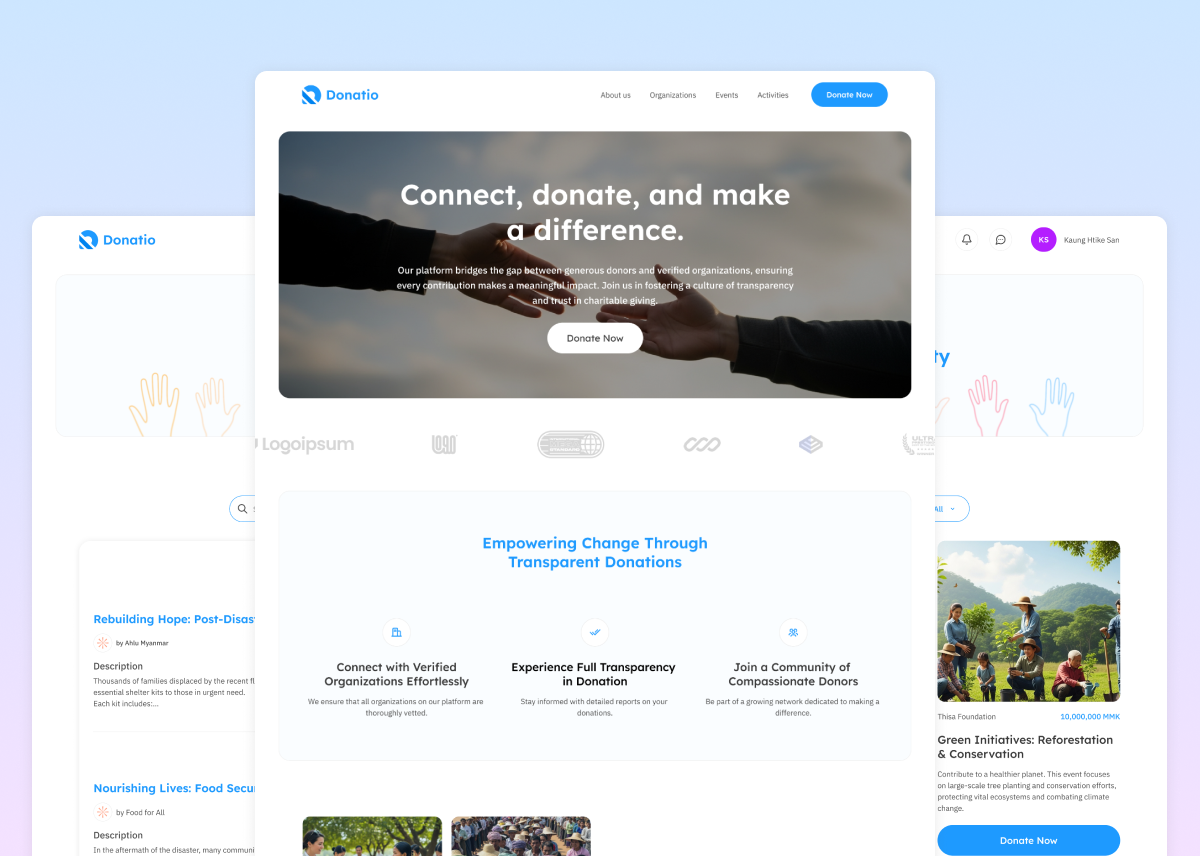 Donatio
About us
Organizations
Events
Activities
Donate Now
Connect, donate, and make
a difference.
Our platform bridges the gap between generous donors and verified organizations, ensuring
every contribution makes a meaningful impact. Join us in fostering a culture of transparency
and trust in charitable giving.
Donate Now
Logoipsum
Empowering Change Through
Transparent Donations
Connect with Verified
Organizations Effortlessly
We ensure that all organizations on our platform are
thoroughly vetted.
Experience Full Transparency
in Donation
Stay informed with detailed reports on your
donations.
Join a Community of
Compassionate Donors
Be part of a growing network dedicated to making a
difference.
Donatio
Rebuilding Hope: Post-Disas
by Ahlu Myanmar
Description
Thousands of families displaced by the recent fl
essential shelter kits to those in urgent need.
Each kit includes:...
Nourishing Lives: Food Secu
by Food for All
Description
In the aftermath of the disaster, many communi
KS
Kaung Htike San
ty
All
Thisa Foundation
10,000,000 MMK
Green Initiatives: Reforestation
& Conservation
Contribute to a healthier planet. This event focuses
on large-scale tree planting and conservation efforts,
protecting vital ecosystems and combating climate
change.
Donate Now